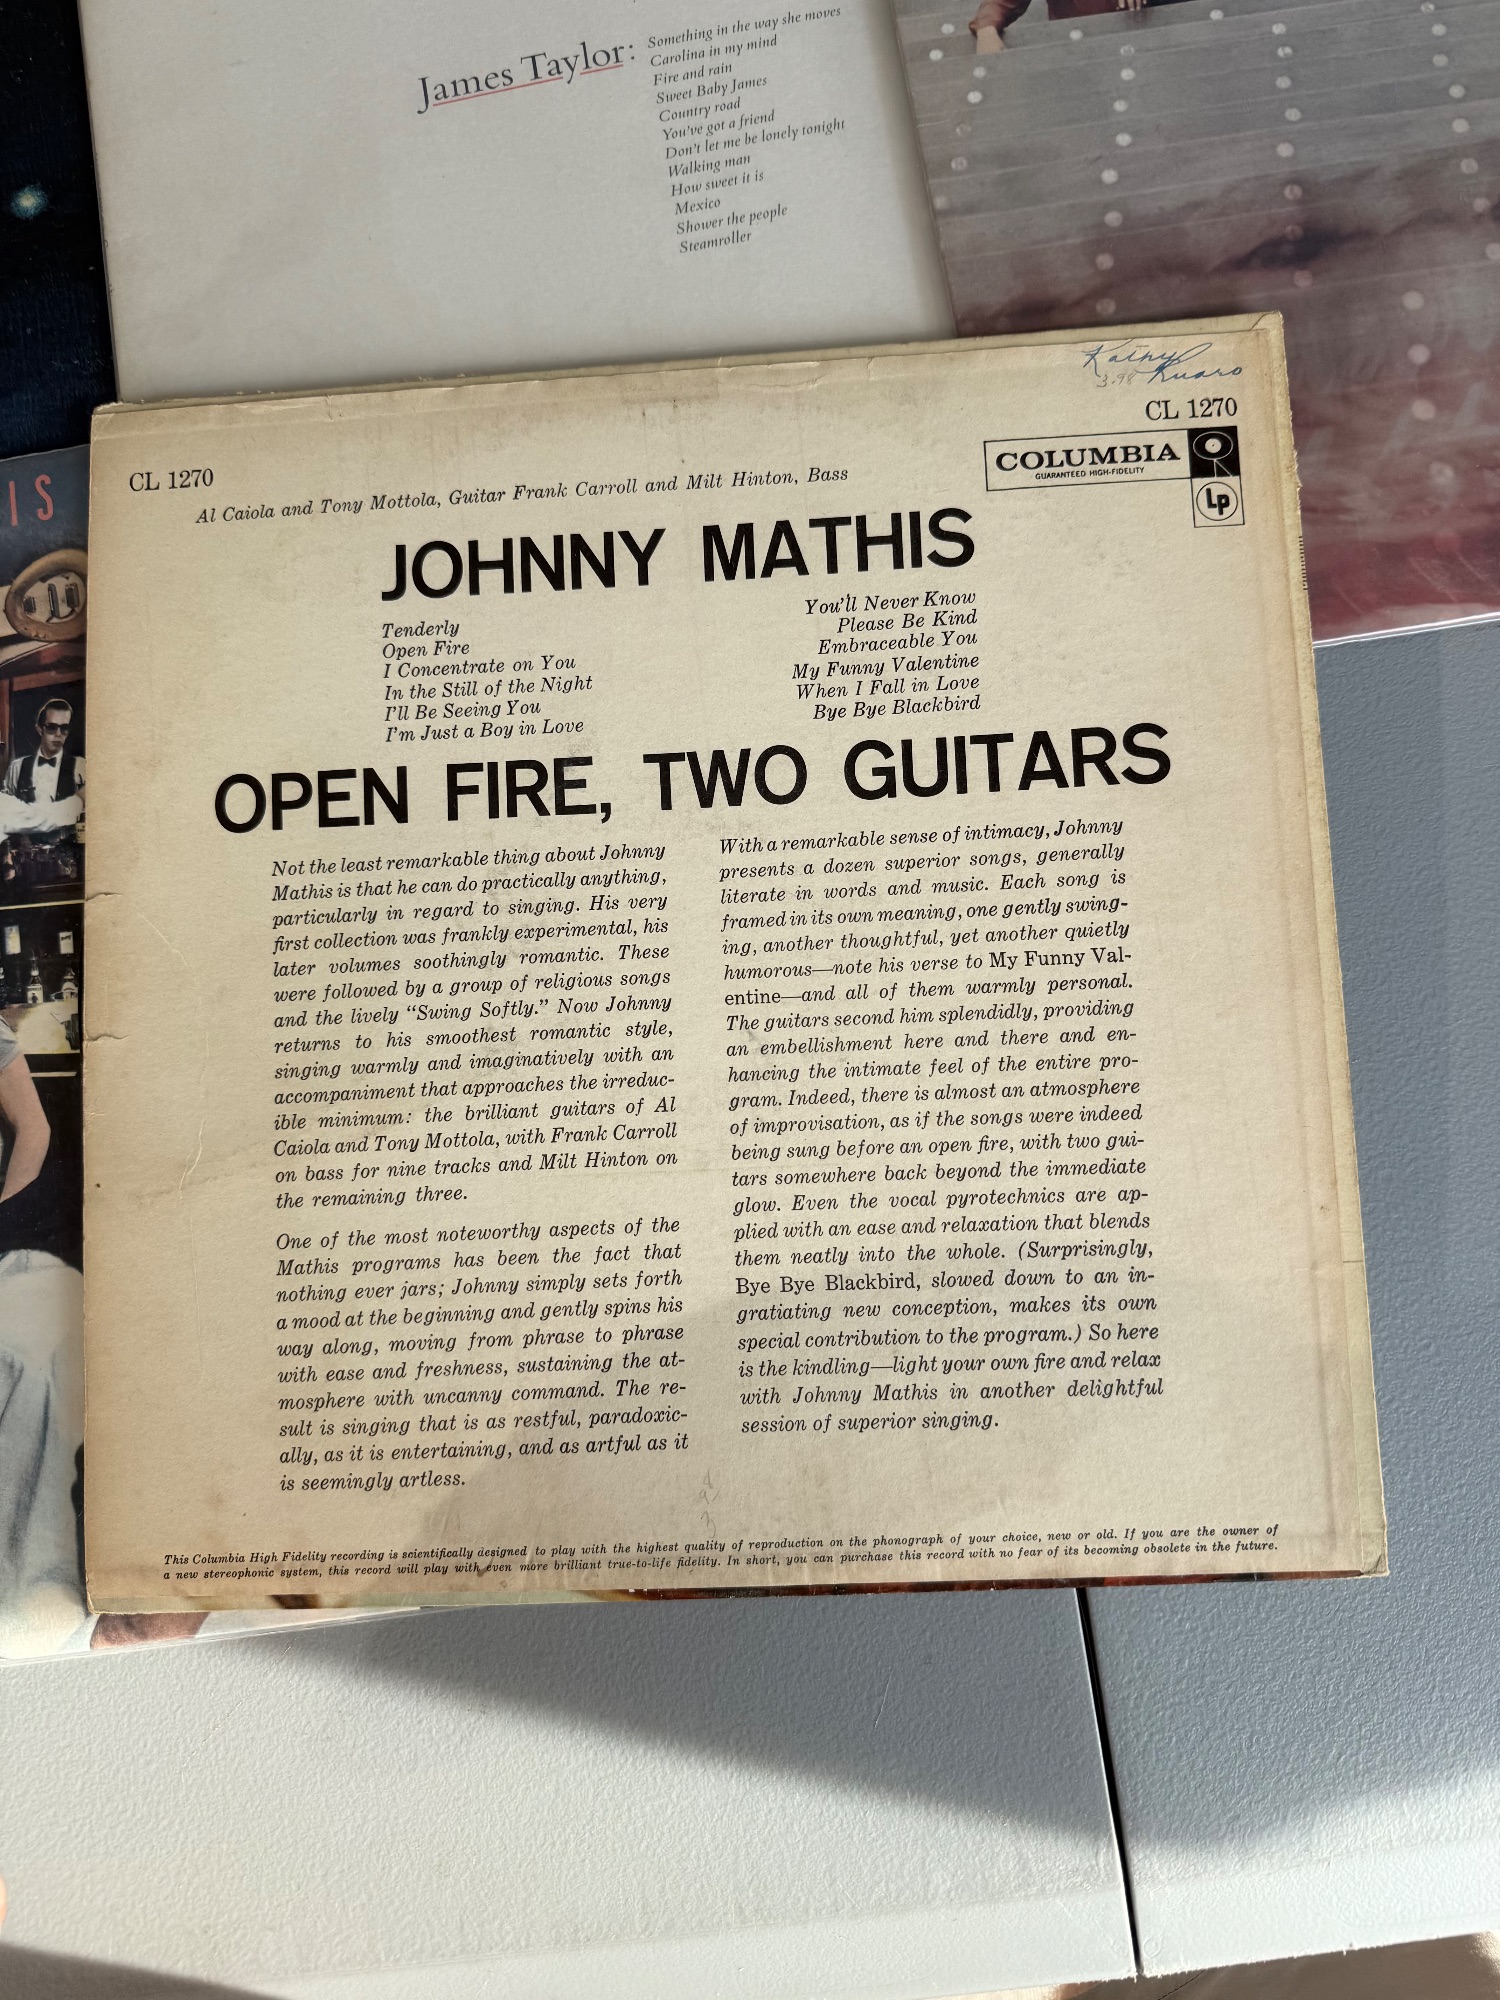 James Taylor:
Something in the way she moves
Carolina in my mind
Fire and rain
Sweet Baby James
Country road
You've got a friend
Don't let me be lonely tonight
Walking man
How sweet it is
Mexico
Shower the people
Steamroller
IS
Kathy
3.98
CL 1270
CL 1270
COLUMBIA
GUARANTEED HIGH-FIDELITY
Lp
Al Caiola and Tony Mottola, Guitar Frank Carroll and Milt Hinton, Bass
JOHNNY MATHIS
Tenderly
Open Fire
I Concentrate on You
In the Still of the Night
I'll Be Seeing You
I'm Just a Boy in Love
You'll Never Know
Please Be Kind
Embraceable You
My Funny Valentine
When I Fall in Love
Bye Bye Blackbird
OPEN FIRE, TWO GUITARS
Not the least remarkable thing about Johnny
Mathis is that he can do practically anything,
particularly in regard to singing. His very
first collection was frankly experimental, his
later volumes soothingly romantic. These
were followed by a group of religious songs
and the lively “Swing Softly.” Now Johnny
returns to his smoothest romantic style,
singing warmly and imaginatively with an
accompaniment that approaches the irreduc-
ible minimum: the brilliant guitars of Al
Caiola and Tony Mottola, with Frank Carroll
on bass for nine tracks and Milt Hinton on
the remaining three.
One of the most noteworthy aspects of the
Mathis programs has been the fact that
nothing ever jars; Johnny simply sets forth
a mood at the beginning and gently spins his
way along, moving from phrase to phrase
with ease and freshness, sustaining the at-
mosphere with uncanny command. The re-
sult is singing that is as restful, paradoxic-
ally, as it is entertaining, and as artful as it
is seemingly artless.
With a remarkable sense of intimacy, Johnny
presents a dozen superior songs, generally
literate in words and music. Each song is
framed in its own meaning, one gently swing-
ing, another thoughtful, yet another quietly
humorous—note his verse to My Funny Val-
entine—and all of them warmly personal.
The guitars second him splendidly, providing
an embellishment here and there and en-
hancing the intimate feel of the entire pro-
gram. Indeed, there is almost an atmosphere
of improvisation, as if the songs were indeed
being sung before an open fire, with two gui-
tars somewhere back beyond the immediate
glow. Even the vocal pyrotechnics are ap-
plied with an ease and relaxation that blends
them neatly into the whole. (Surprisingly,
Bye Bye Blackbird, slowed down to an in-
gratiating new conception, makes its own
special contribution to the program.) So here
is the kindling—light your own fire and relax
with Johnny Mathis in another delightful
session of superior singing.
This Columbia High Fidelity recording is scientifically designed to play with the highest quality of reproduction on the phonograph of your choice, new or old. If you are the owner of
a new stereophonic system, this record will play with even more brilliant true-to-life fidelity. In short, you can purchase this record with no fear of its becoming obsolete in the future.